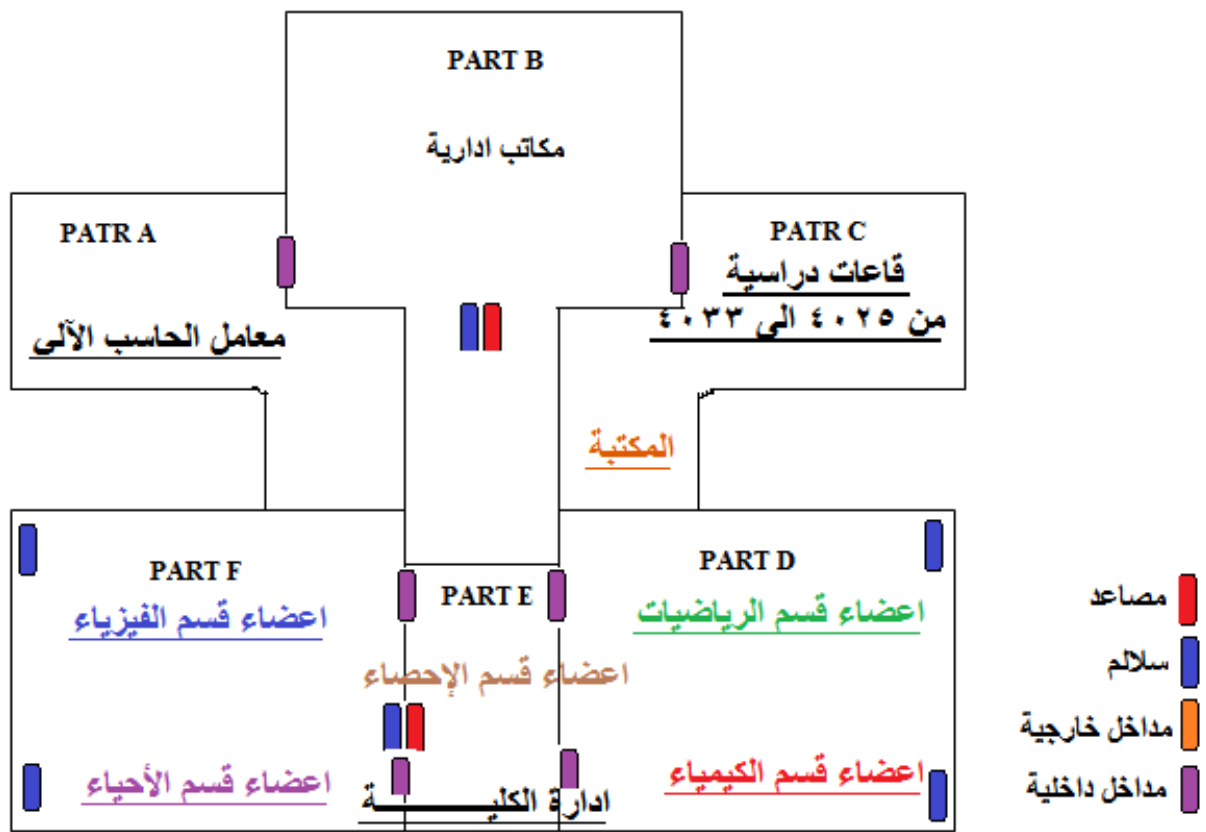 PART B
مكاتب ادارية
PATR A
معامل الحاسب الآلى
PATR C
قاعات دراسية
من ٤٠٢٥ الى ٤٠٣٣
المكتبة
PART F
اعضاء قسم الفيزياء
PART E
اعضاء قسم الإحصاء
PART D
اعضاء قسم الرياضيات
اعضاء قسم الأحياء
ادارة الكليــــــــــة
اعضاء قسم الكيمياء
مصاعد
سلالم
مداخل خارجية
مداخل داخلية